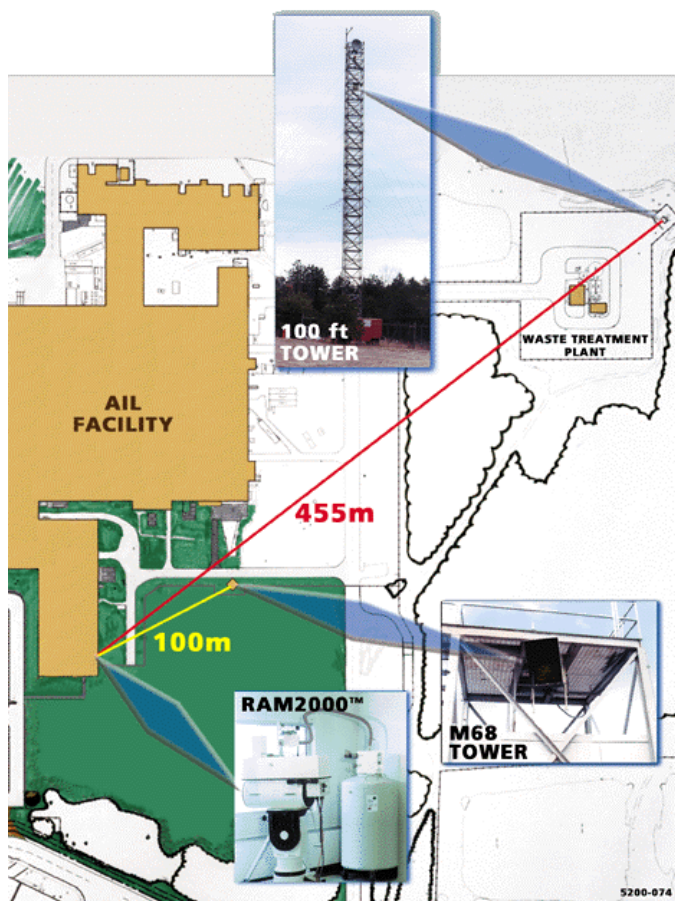 100 ft
TOWER
WASTE TREATMENT
PLANT
AIL
FACILITY
455m
100m
RAM2000™
M68
TOWER
5200-074